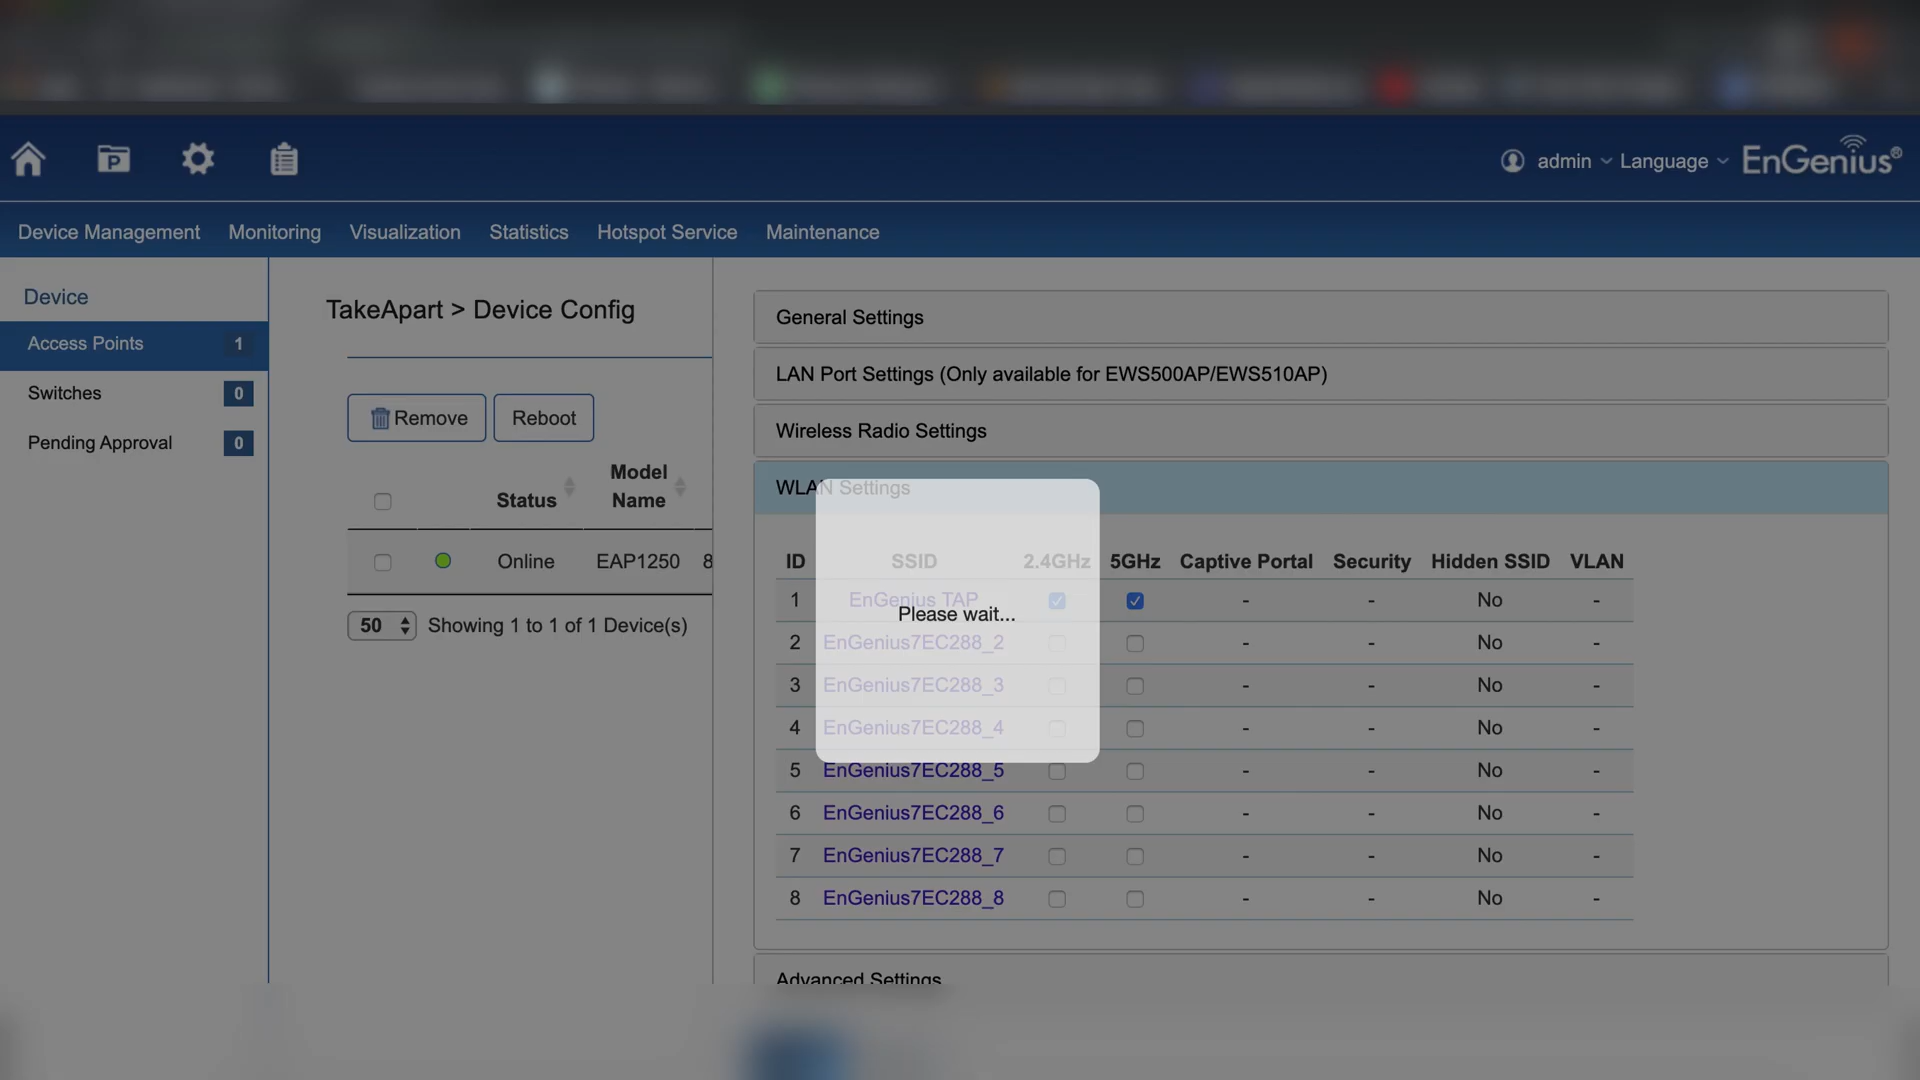 admin Language EnGenius®
Device Management Monitoring Visualization Statistics Hotspot Service Maintenance
Device
Access Points 1
Switches 0
Pending Approval 0
TakeApart > Device Config
Remove Reboot
Status Model Name
Online EAP1250 8
50 Showing 1 to 1 of 1 Device(s)
General Settings
LAN Port Settings (Only available for EWS500AP/EWS510AP)
Wireless Radio Settings
WLAN Settings
ID SSID 2.4GHz 5GHz Captive Portal Security Hidden SSID VLAN
1 EnGenius TAP - - No -
Please wait...
2 EnGenius7EC288_2 - - No -
3 EnGenius7EC288_3 - - No -
4 EnGenius7EC288_4 - - No -
5 EnGenius7EC288_5 - - No -
6 EnGenius7EC288_6 - - No -
7 EnGenius7EC288_7 - - No -
8 EnGenius7EC288_8 - - No -
Advanced Settings